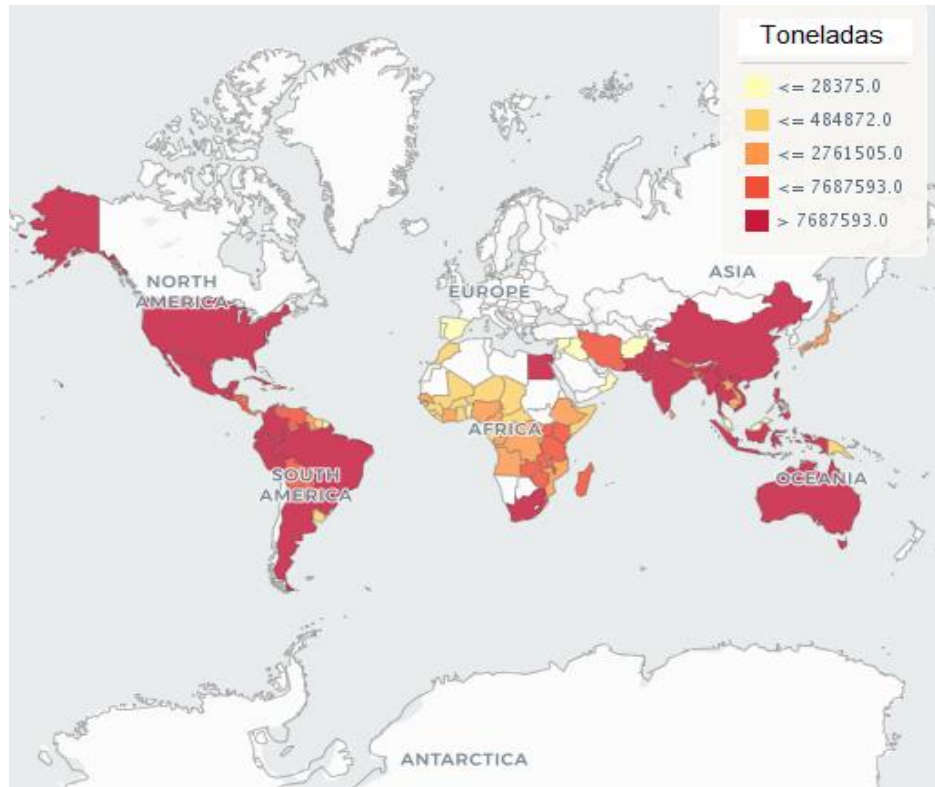 Toneladas
<= 28375.0
<= 484872.0
<= 2761505.0
<= 7687593.0
> 7687593.0
ASIA
NORTH
AMERICA
EUROPE
AFRICA
SOUTH
AMERICA
OCEANIA
ANTARCTICA